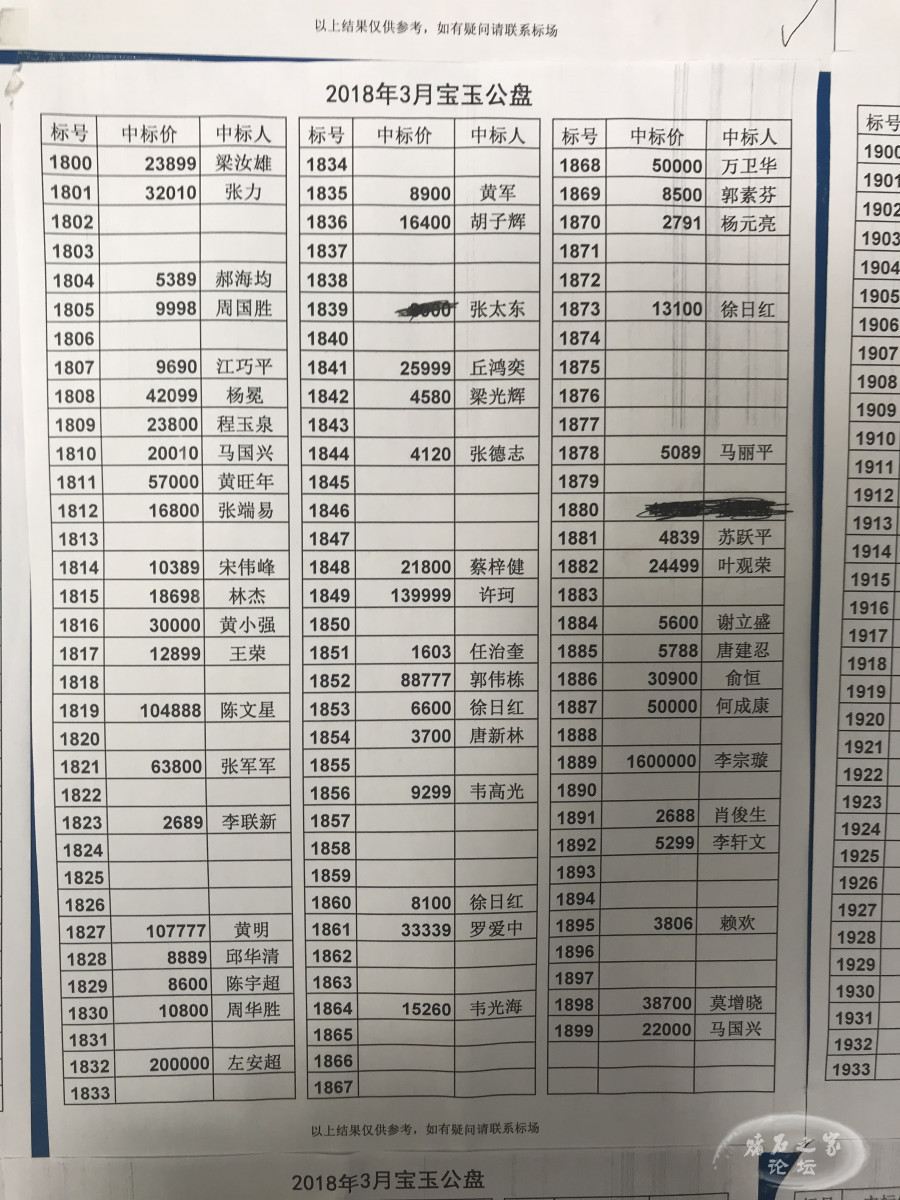 以上结果仅供参考，如有疑问请联系标场
2018年3月宝玉公盘
标号 中标价 中标人
1800 23899 梁汝雄
1801 32010 张力
1802
1803
1804 5389 郝海均
1805 9998 周国胜
1806
1807 9690 江巧平
1808 42099 杨冕
1809 23800 程玉泉
1810 20010 马国兴
1811 57000 黄旺年
1812 16800 张端易
1813
1814 10389 宋伟峰
1815 18698 林杰
1816 30000 黄小强
1817 12899 王荣
1818
1819 104888 陈文星
1820
1821 63800 张军军
1822
1823 2689 李联新
1824
1825
1826
1827 107777 黄明
1828 8889 邱华清
1829 8600 陈宇超
1830 10800 周华胜
1831
1832 200000 左安超
1833
标号 中标价 中标人
1834
1835 8900 黄军
1836 16400 胡子辉
1837
1838
1839 张太东
1840
1841 25999 丘鸿奕
1842 4580 梁光辉
1843
1844 4120 张德志
1845
1846
1847
1848 21800 蔡梓健
1849 139999 许珂
1850
1851 1603 任治奎
1852 88777 郭伟栋
1853 6600 徐日红
1854 3700 唐新林
1855
1856 9299 韦高光
1857
1858
1859
1860 8100 徐日红
1861 33339 罗爱中
1862
1863
1864 15260 韦光海
1865
1866
1867
标号 中标价 中标人
1868 50000 万卫华
1869 8500 郭素芬
1870 2791 杨元亮
1871
1872
1873 13100 徐日红
1874
1875
1876
1877
1878 5089 马丽平
1879
1880
1881 4839 苏跃平
1882 24499 叶观荣
1883
1884 5600 谢立盛
1885 5788 唐建忍
1886 30900 俞恒
1887 50000 何成康
1888
1889 1600000 李宗璇
1890
1891 2688 肖俊生
1892 5299 李轩文
1893
1894
1895 3806 赖欢
1896
1897
1898 38700 莫增晓
1899 22000 马国兴
以上结果仅供参考，如有疑问请联系标场
标号
1900
1901
1902
1903
1904
1905
1906
1907
1908
1909
1910
1911
1912
1913
1914
1915
1916
1917
1918
1919
1920
1921
1922
1923
1924
1925
1926
1927
1928
1929
1930
1931
1932
1933
2018年3月宝玉公盘
赌石之家
论坛